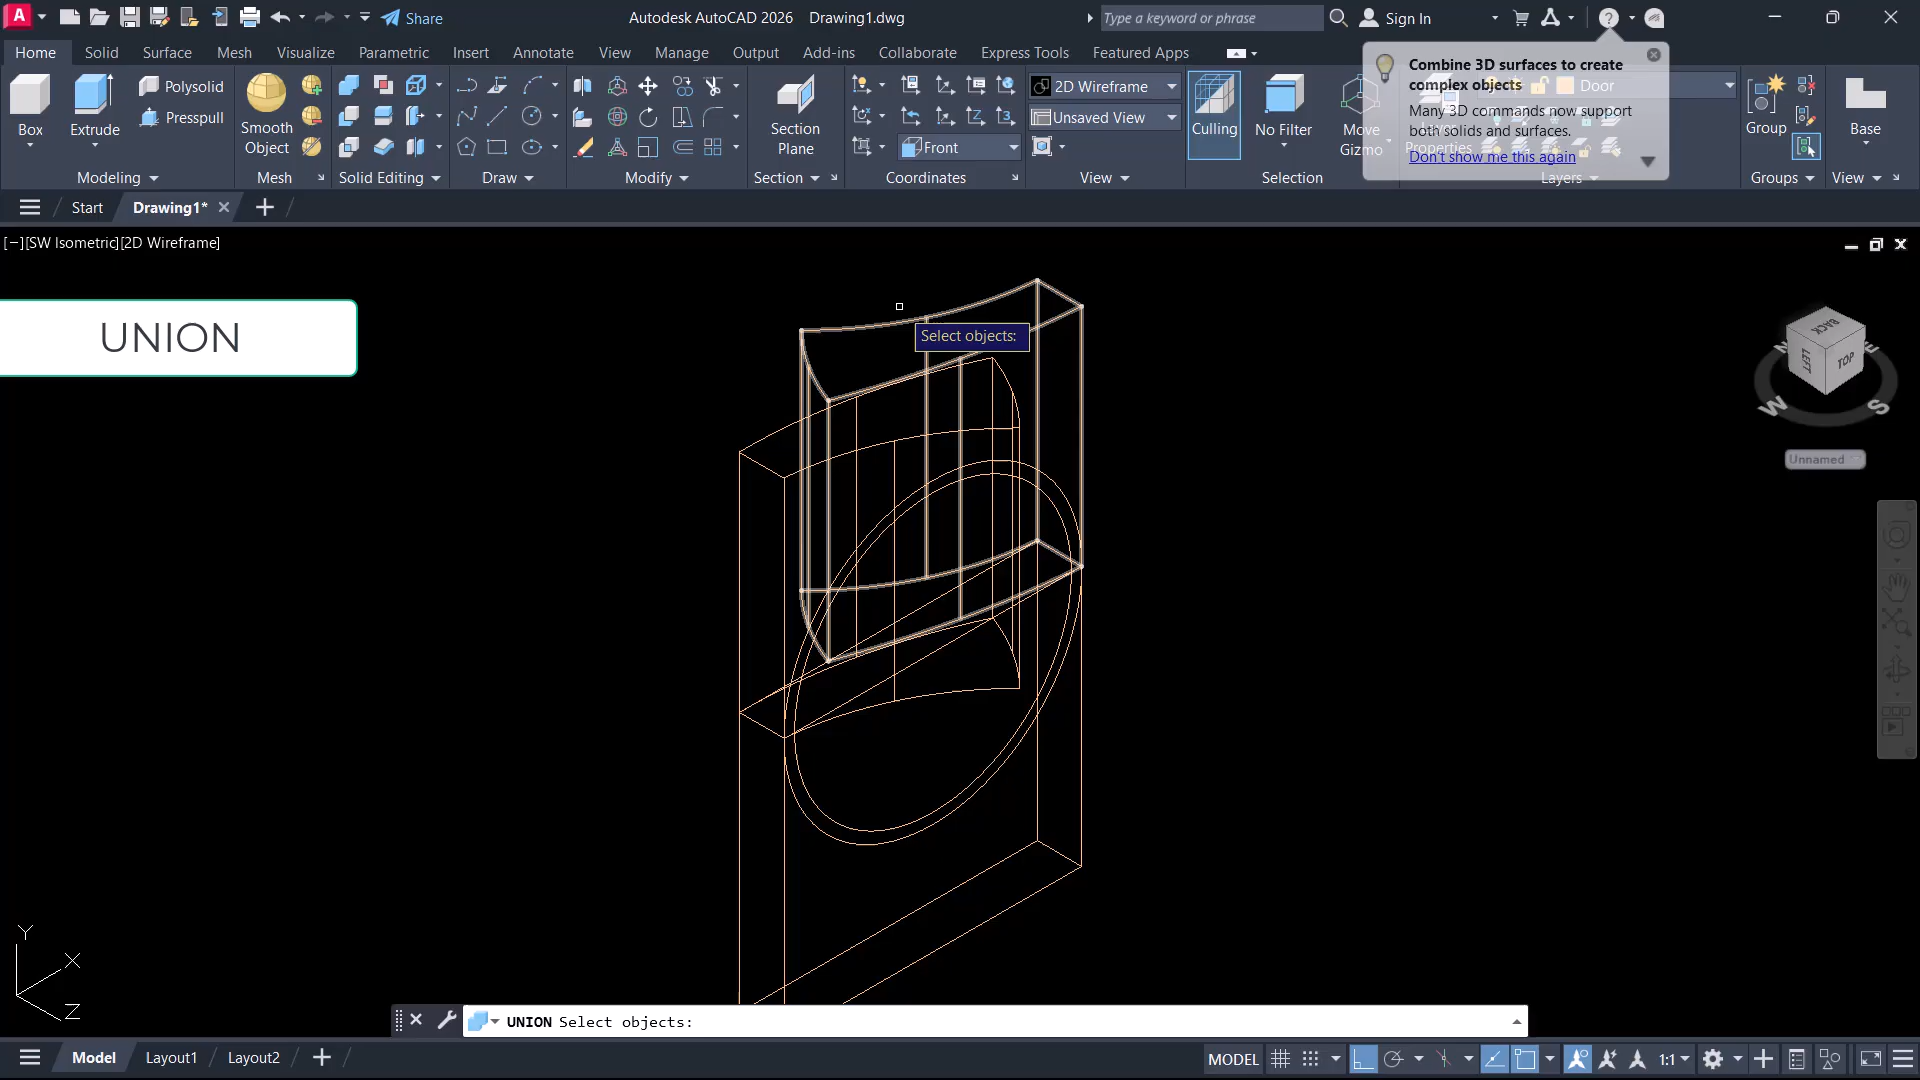 A
Share
Autodesk AutoCAD 2026 Drawing1.dwg
Type a keyword or phrase
Sign In
Home Solid Surface Mesh Visualize Parametric Insert Annotate View Manage Output Add-ins Collaborate Express Tools Featured Apps
Box
Extrude
Polysolid
Presspull
Smooth
Object
Section
Plane
Front
2D Wireframe
Unsaved View
Culling
No Filter
Move
Gizmo
Combine 3D surfaces to create
complex objects
Many 3D commands now support
both solids and surfaces.
Don't show me this again
Door
Properties
Group
Base
Modeling Mesh Solid Editing Draw Modify Section Coordinates View Selection Layers Groups View
Start Drawing1*
[−][SW Isometric][2D Wireframe]
UNION
Select objects:
BACK
LEFT
TOP
N
E
W
S
Unnamed
Y
X
Z
UNION Select objects:
Model Layout1 Layout2
MODEL
1:1